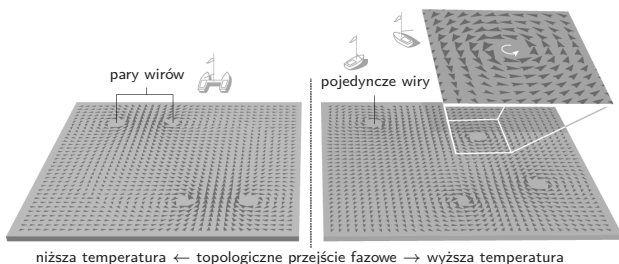 pary wirów
pojedyncze wiry
niższa temperatura ← topologiczne przejście fazowe → wyższa temperatura